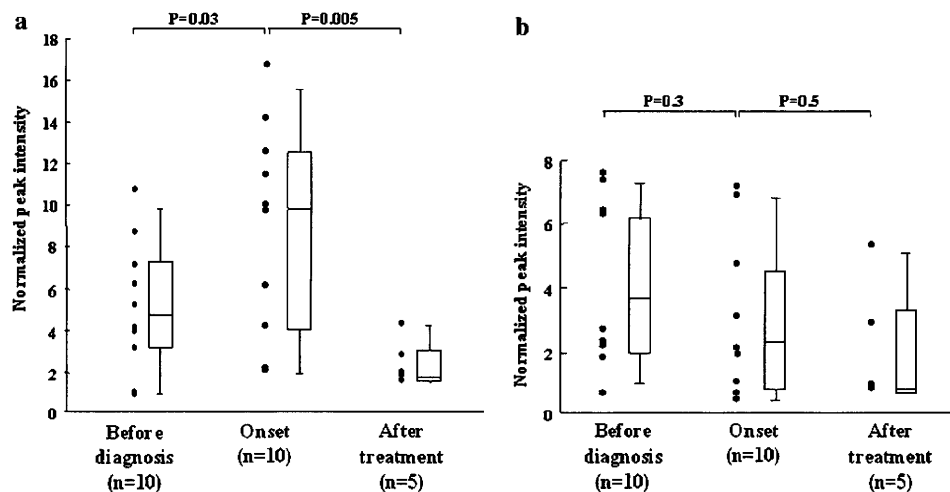 a
P=0.03 P=0.005
Normalized peak intensity
18
16
14
12
10
8
6
4
2
0
Before diagnosis (n=10)
Onset (n=10)
After treatment (n=5)
b
P=0.3 P=0.5
Normalized peak intensity
8
6
4
2
0
Before diagnosis (n=10)
Onset (n=10)
After treatment (n=5)